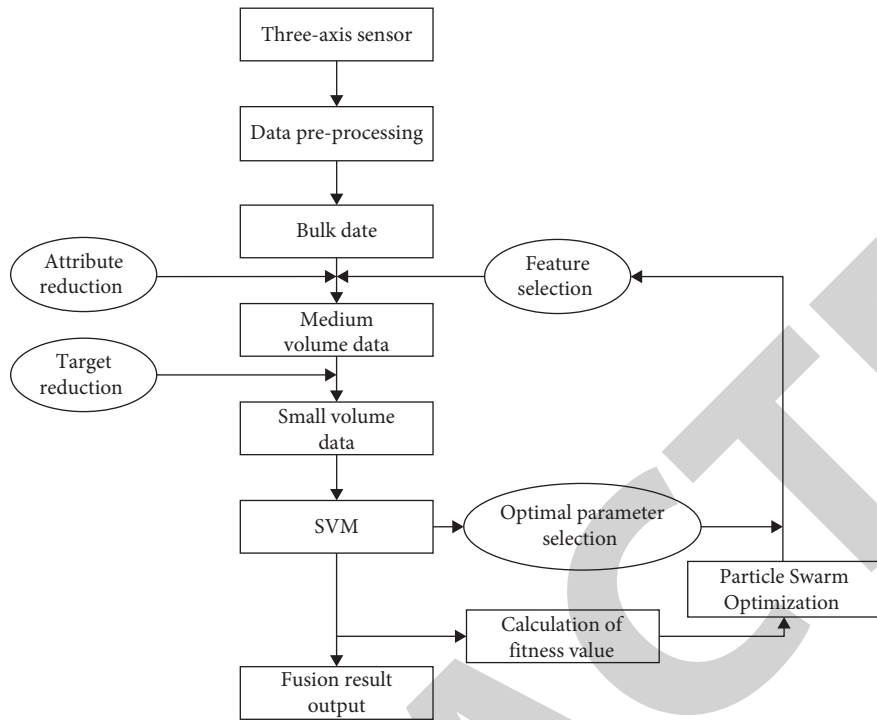 Three-axis sensor
Data pre-processing
Bulk date
Attribute
reduction
Feature
selection
Medium
volume data
Target
reduction
Small volume
data
SVM
Optimal parameter
selection
Particle Swarm
Optimization
Calculation of
fitness value
Fusion result
output